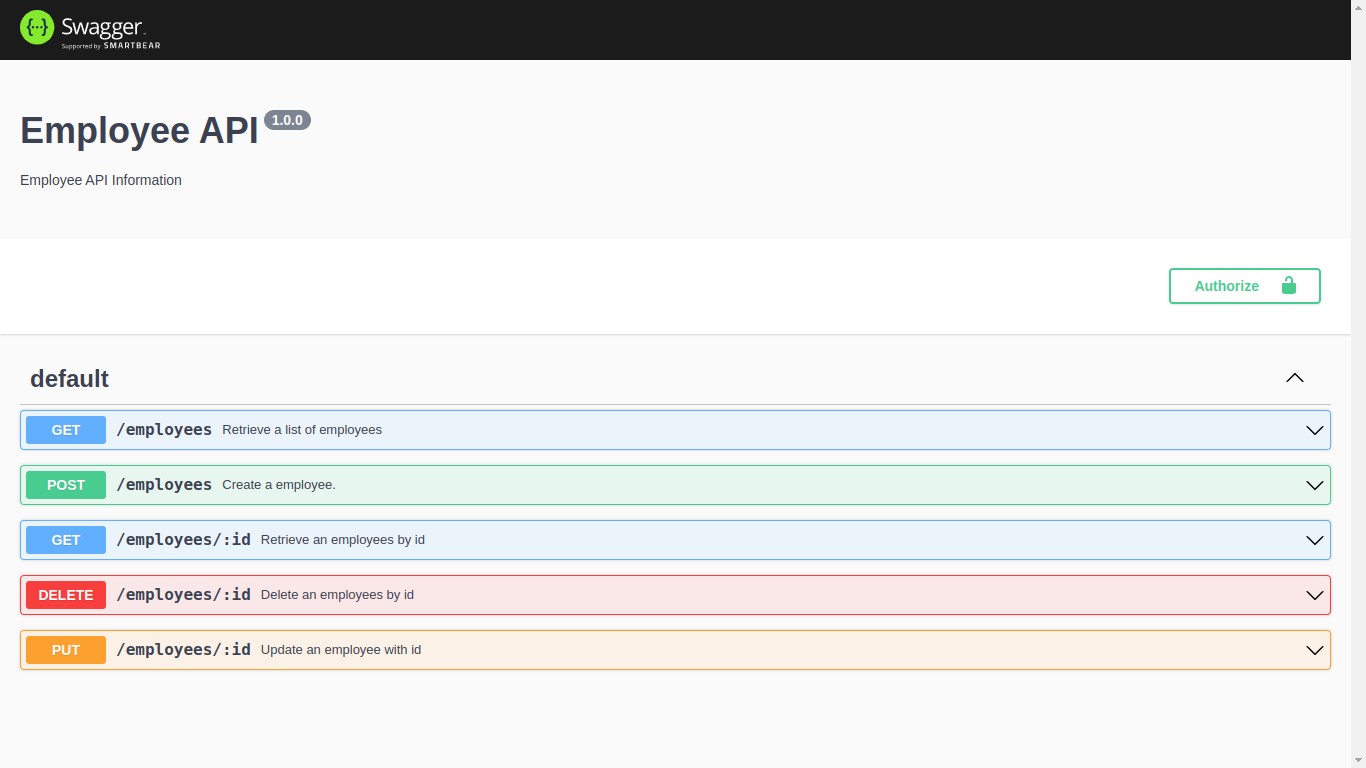 {···} Swagger™
Supported by SMARTBEAR
Employee API 1.0.0
Employee API Information
Authorize
default
GET /employees Retrieve a list of employees
POST /employees Create a employee.
GET /employees/:id Retrieve an employees by id
DELETE /employees/:id Delete an employees by id
PUT /employees/:id Update an employee with id